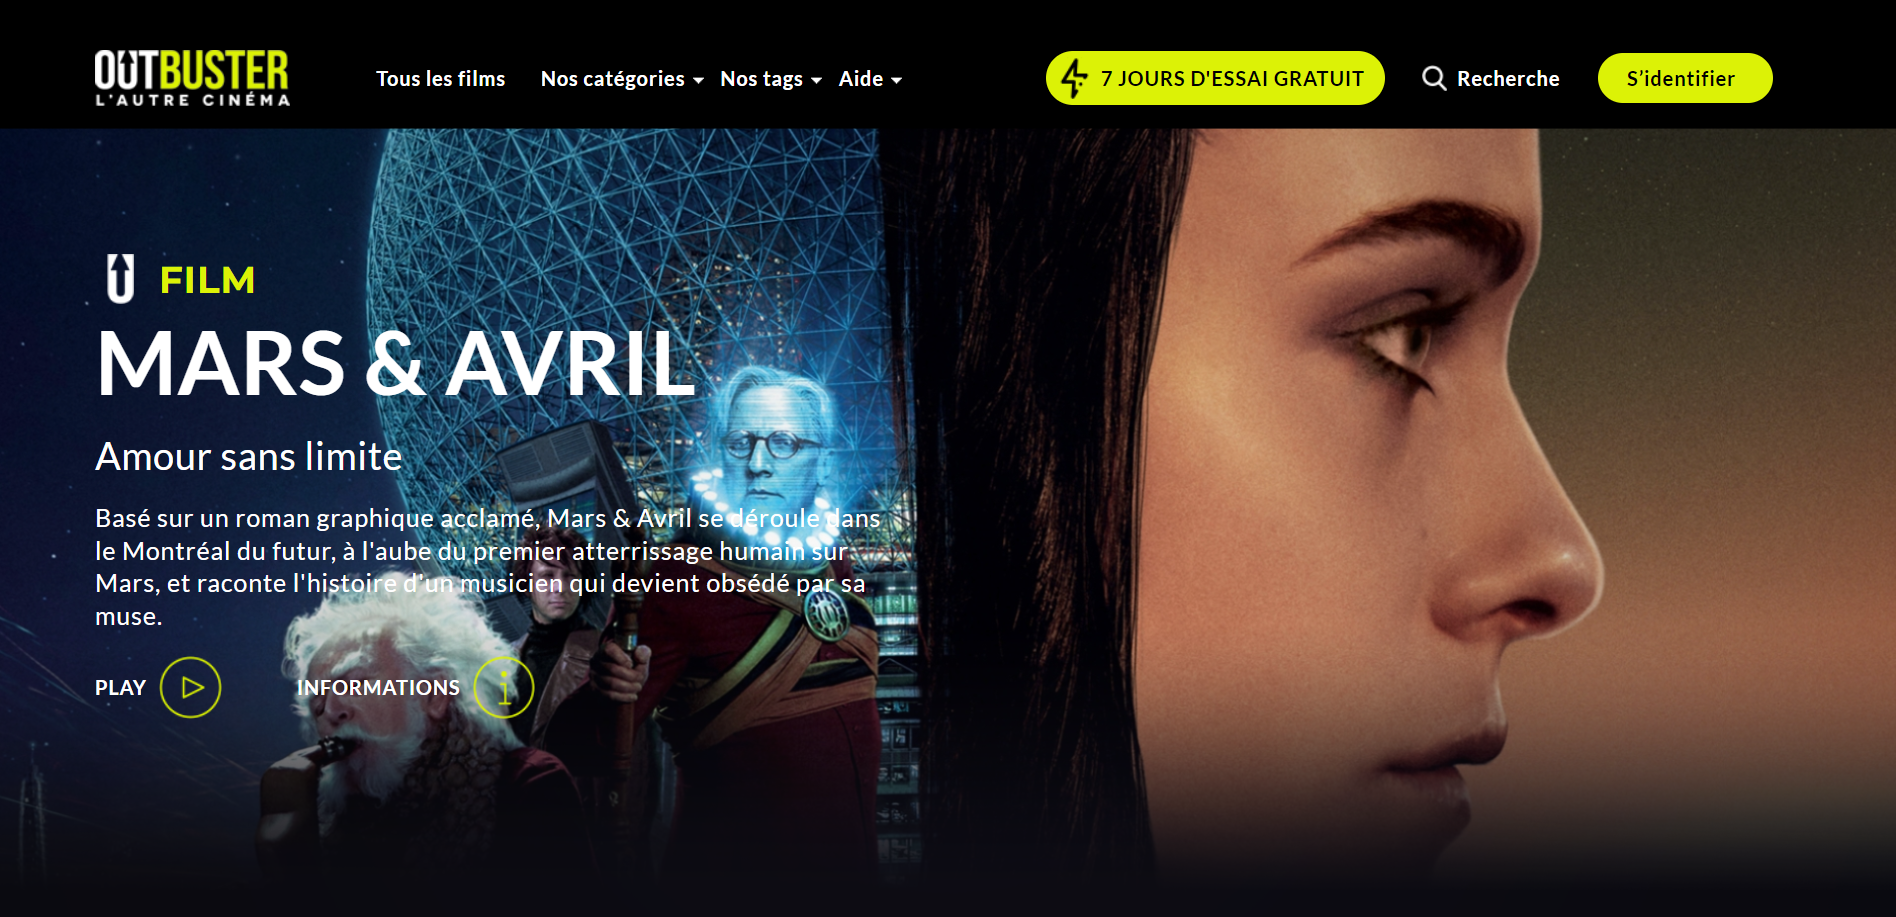 OUTBUSTER
L'AUTRE CINÉMA
Tous les films
Nos catégories
Nos tags
Aide
7 JOURS D'ESSAI GRATUIT
Recherche
S’identifier
FILM
MARS & AVRIL
Amour sans limite
Basé sur un roman graphique acclamé, Mars & Avril se déroule dans
le Montréal du futur, à l'aube du premier atterrissage humain sur
Mars, et raconte l'histoire d'un musicien qui devient obsédé par sa
muse.
PLAY
INFORMATIONS